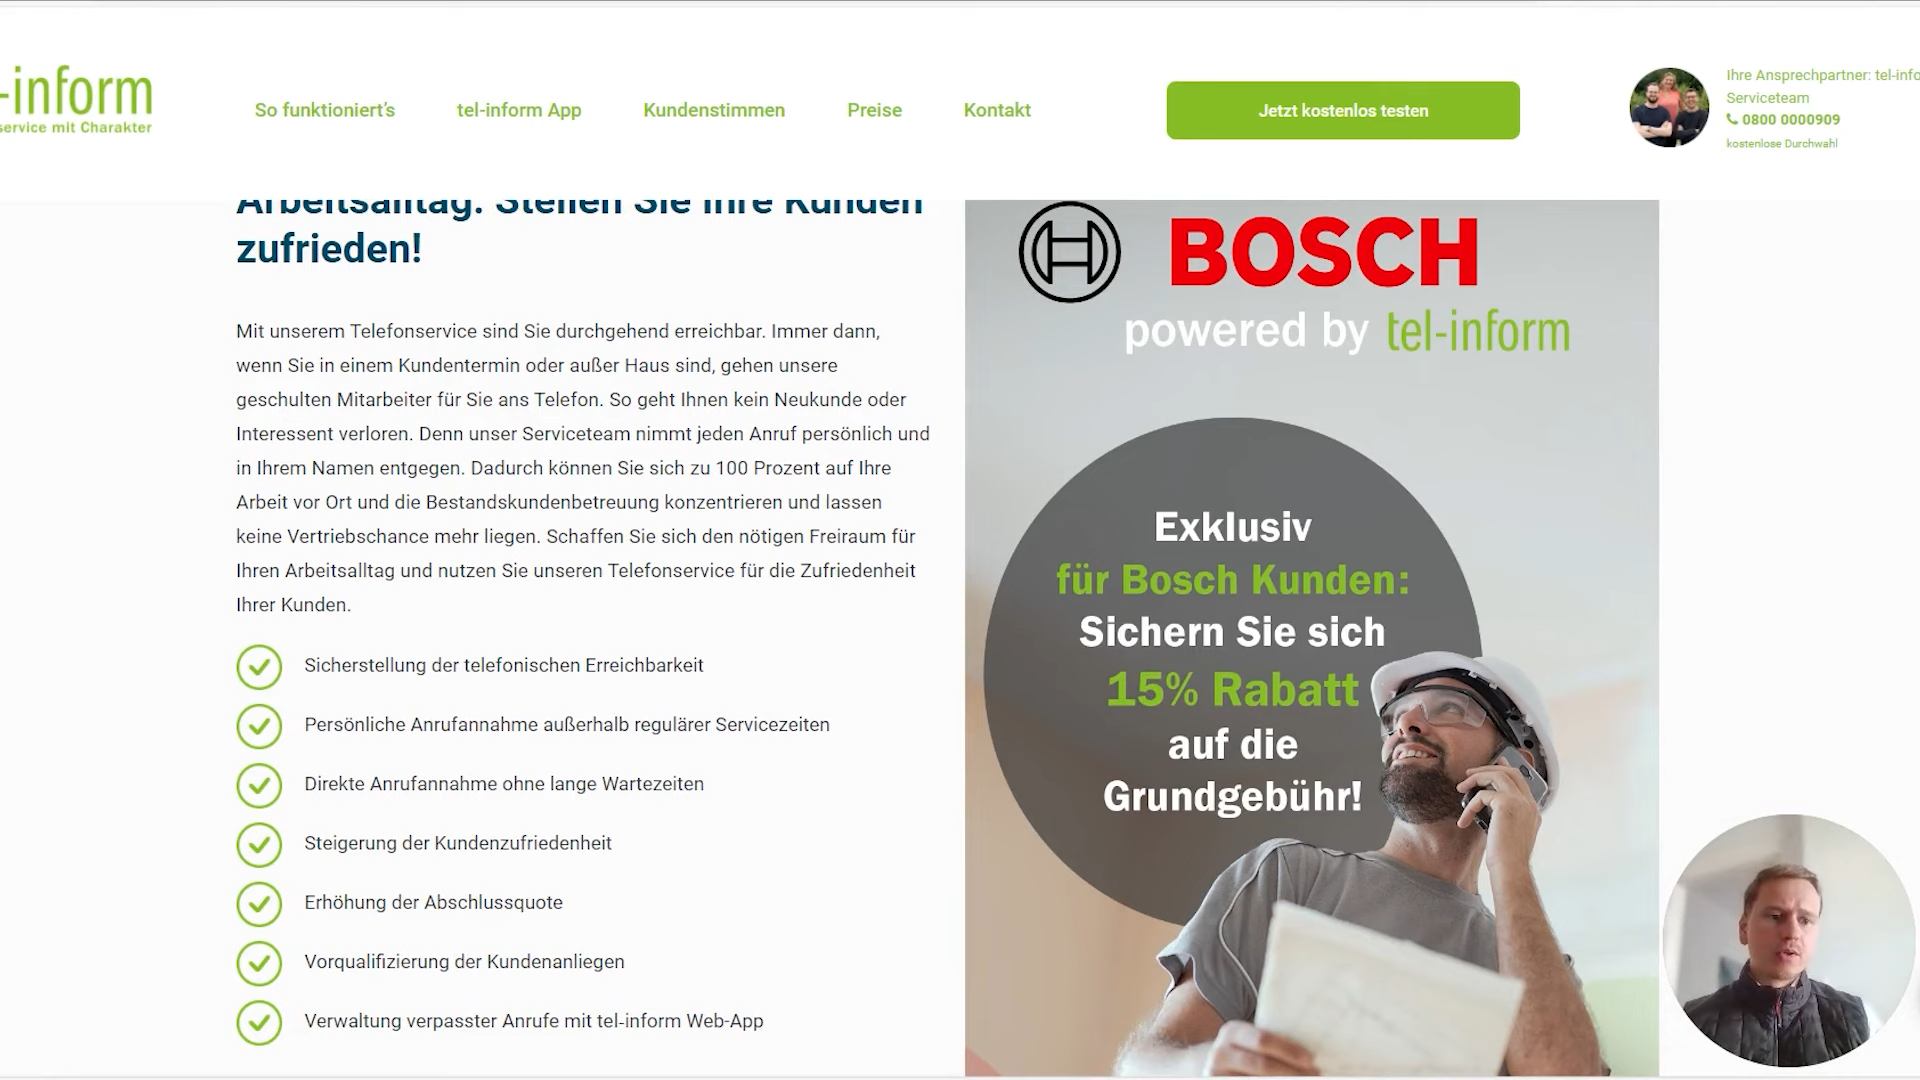 -inform
service mit Charakter
So funktioniert’s
tel-inform App
Kundenstimmen
Preise
Kontakt
Jetzt kostenlos testen
Ihre Ansprechpartner: tel-info
Serviceteam
0800 0000909
kostenlose Durchwahl
Arbeitsalltag: Stellen Sie Ihre Kunden
zufrieden!
Mit unserem Telefonservice sind Sie durchgehend erreichbar. Immer dann,
wenn Sie in einem Kundentermin oder außer Haus sind, gehen unsere
geschulten Mitarbeiter für Sie ans Telefon. So geht Ihnen kein Neukunde oder
Interessent verloren. Denn unser Serviceteam nimmt jeden Anruf persönlich und
in Ihrem Namen entgegen. Dadurch können Sie sich zu 100 Prozent auf Ihre
Arbeit vor Ort und die Bestandskundenbetreuung konzentrieren und lassen
keine Vertriebschance mehr liegen. Schaffen Sie sich den nötigen Freiraum für
Ihren Arbeitsalltag und nutzen Sie unseren Telefonservice für die Zufriedenheit
Ihrer Kunden.
Sicherstellung der telefonischen Erreichbarkeit
Persönliche Anrufannahme außerhalb regulärer Servicezeiten
Direkte Anrufannahme ohne lange Wartezeiten
Steigerung der Kundenzufriedenheit
Erhöhung der Abschlussquote
Vorqualifizierung der Kundenanliegen
Verwaltung verpasster Anrufe mit tel-inform Web-App
BOSCH
powered by tel-inform
Exklusiv
für Bosch Kunden:
Sichern Sie sich
15% Rabatt
auf die
Grundgebühr!